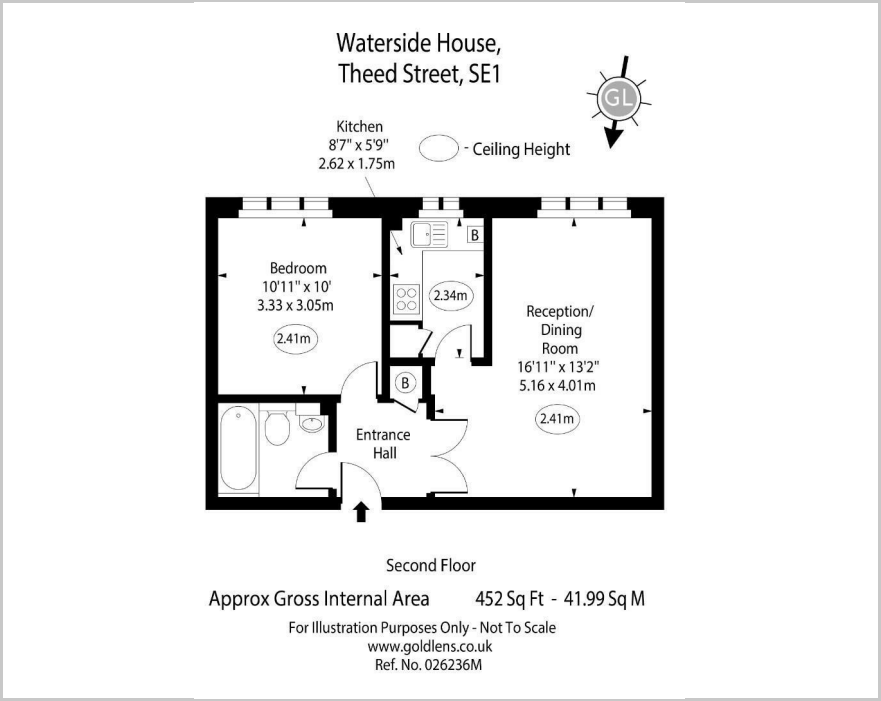 Waterside House,
Theed Street, SE1
GL
Kitchen
8'7" x 5'9"
2.62 x 1.75m
- Ceiling Height
B
Bedroom
10'11" x 10'
3.33 x 3.05m
2.41m
2.34m
Reception/
Dining
Room
16'11" x 13'2"
5.16 x 4.01m
2.41m
B
Entrance
Hall
Second Floor
Approx Gross Internal Area 452 Sq Ft - 41.99 Sq M
For Illustration Purposes Only - Not To Scale
www.goldlens.co.uk
Ref. No. 026236M